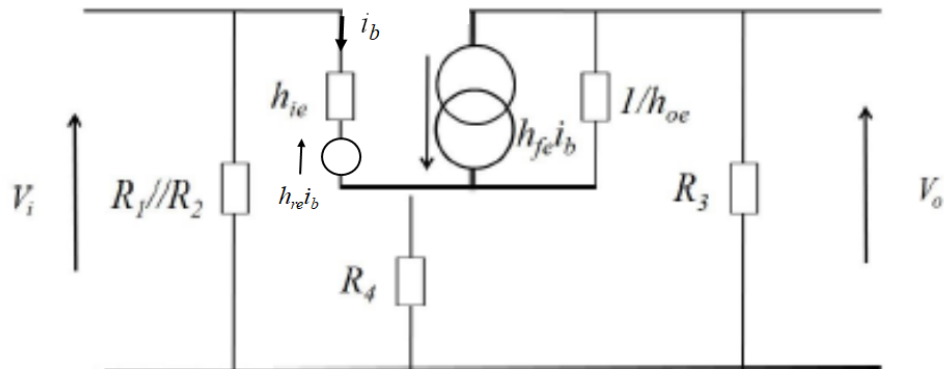 i_b
h_ie
1/h_oe
h_fe i_b
V_i
R_1//R_2
h_re i_b
R_3
V_o
R_4